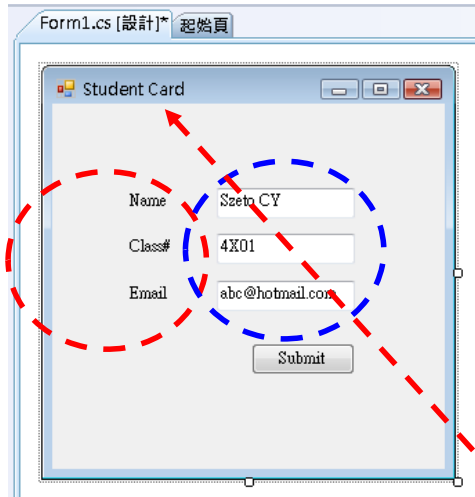 Form1.cs [設計]* 起始頁
Student Card
Name Szeto CY
Class# 4X01
Email abc@hotmail.com
Submit